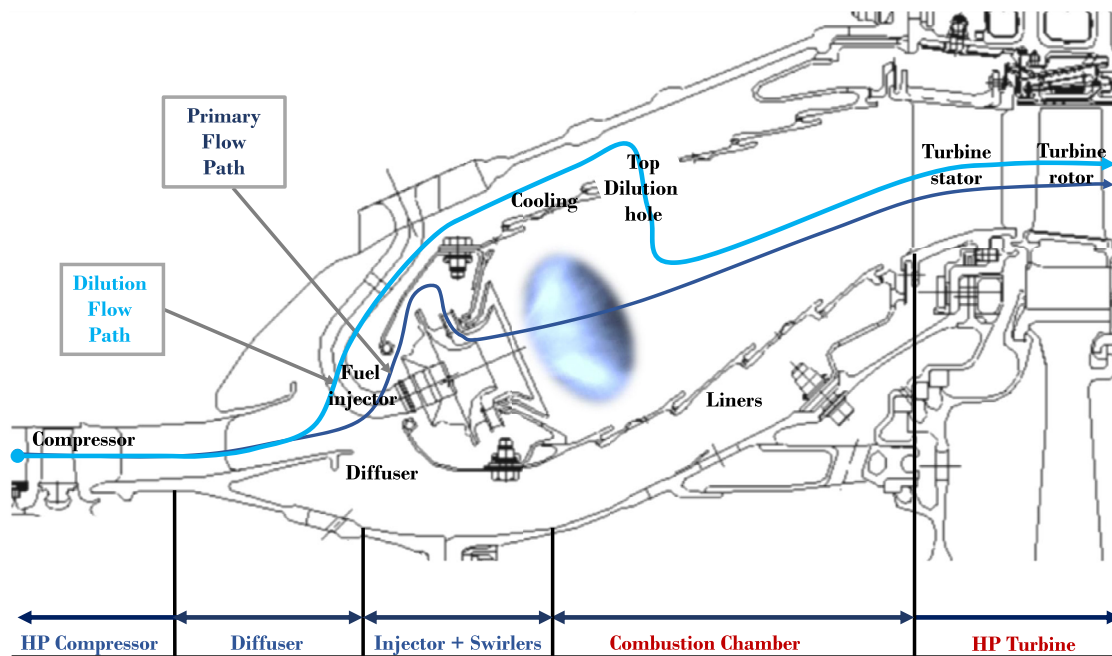 Primary
Flow
Path
Top
Dilution
hole
Turbine
stator
Turbine
rotor
Cooling
Dilution
Flow
Path
Fuel
injector
Liners
Compressor
Diffuser
HP Compressor
Diffuser
Injector + Swirlers
Combustion Chamber
HP Turbine